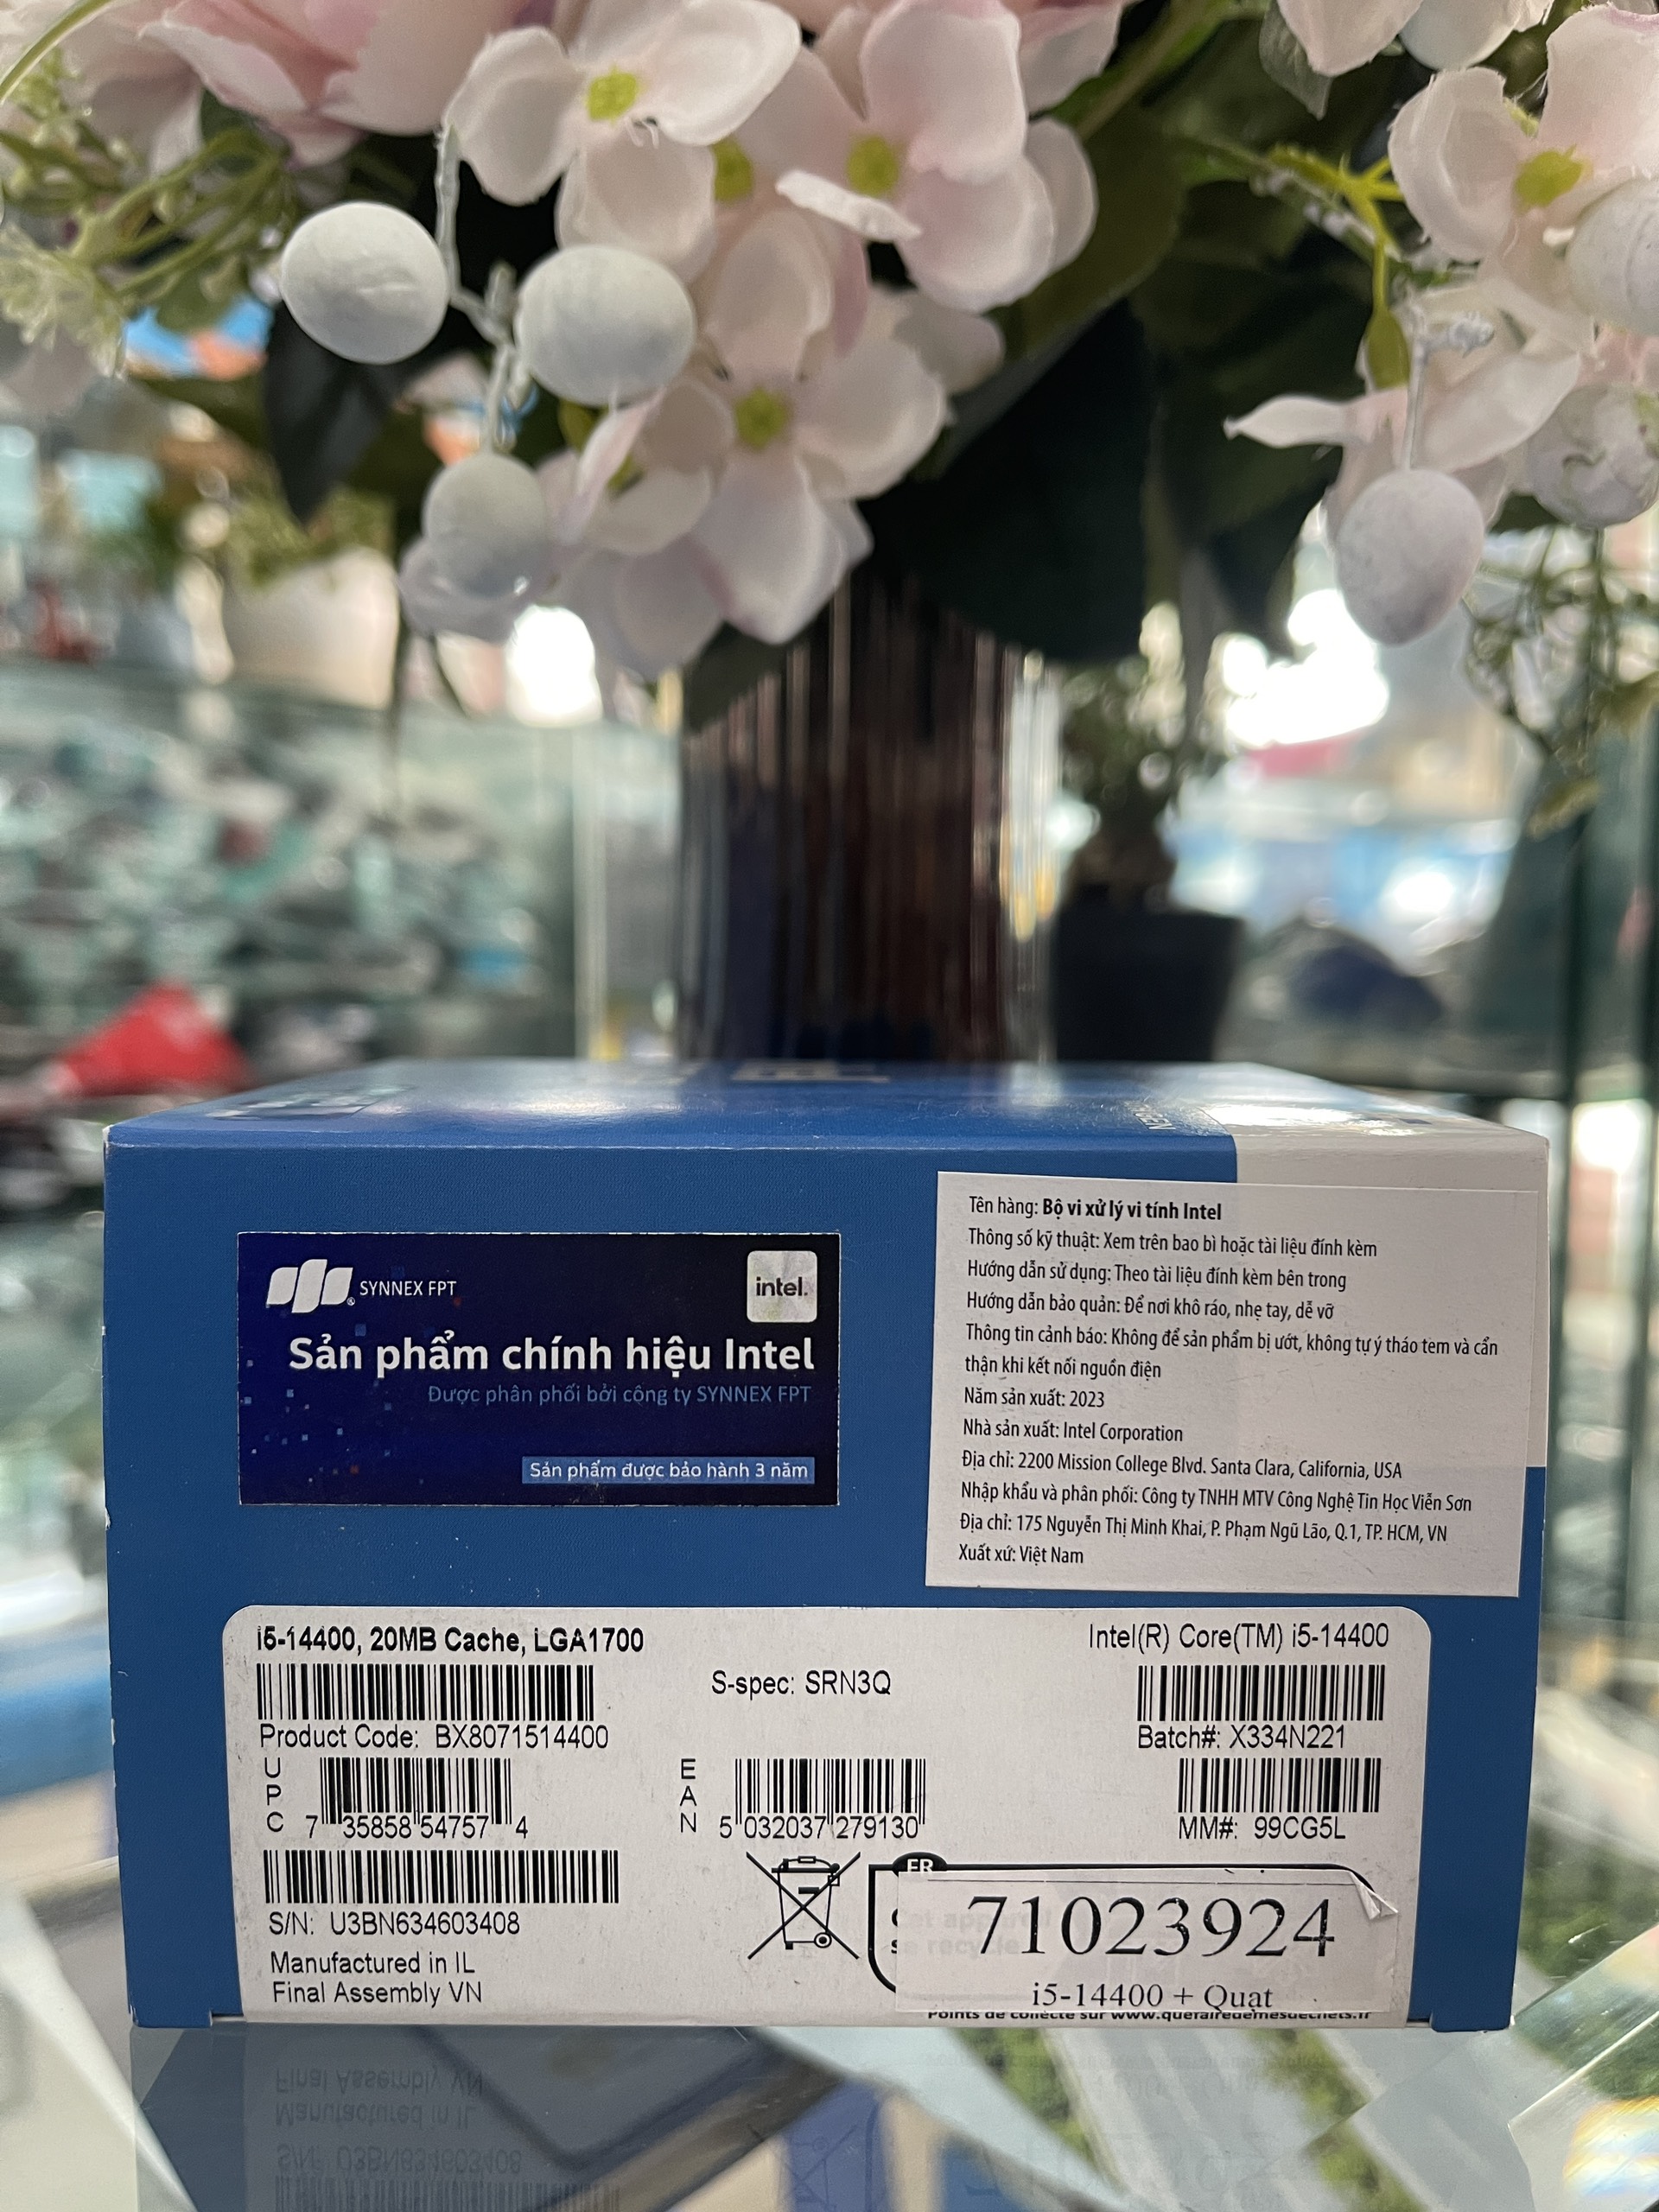 SYNNEX FPT
intel.
Sản phẩm chính hiệu Intel
Được phân phối bởi công ty SYNNEX FPT
Sản phẩm được bảo hành 3 năm
Tên hàng: Bộ vi xử lý vi tính Intel
Thông số kỹ thuật: Xem trên bao bì hoặc tài liệu đính kèm
Hướng dẫn sử dụng: Theo tài liệu đính kèm bên trong
Hướng dẫn bảo quản: Để nơi khô ráo, nhẹ tay, dễ vỡ
Thông tin cảnh báo: Không để sản phẩm bị ướt, không tự ý tháo tem và cẩn
thận khi kết nối nguồn điện
Năm sản xuất: 2023
Nhà sản xuất: Intel Corporation
Địa chỉ: 2200 Mission College Blvd. Santa Clara, California, USA
Nhập khẩu và phân phối: Công ty TNHH MTV Công Nghệ Tin Học Viễn Sơn
Địa chỉ: 175 Nguyễn Thị Minh Khai, P. Phạm Ngũ Lão, Q.1, TP. HCM, VN
Xuất xứ: Việt Nam
i5-14400, 20MB Cache, LGA1700
Intel(R) Core(TM) i5-14400
S-spec: SRN3Q
Product Code: BX8071514400
Batch#: X334N221
UPC 7 35858 54757 4
EAN 5 032037 279130
MM#: 99CG5L
S/N: U3BN634603408
Manufactured in IL
Final Assembly VN
FR
71023924
i5-14400 + Quat
Points de collecte sur www.quefairedemesdechets.fr